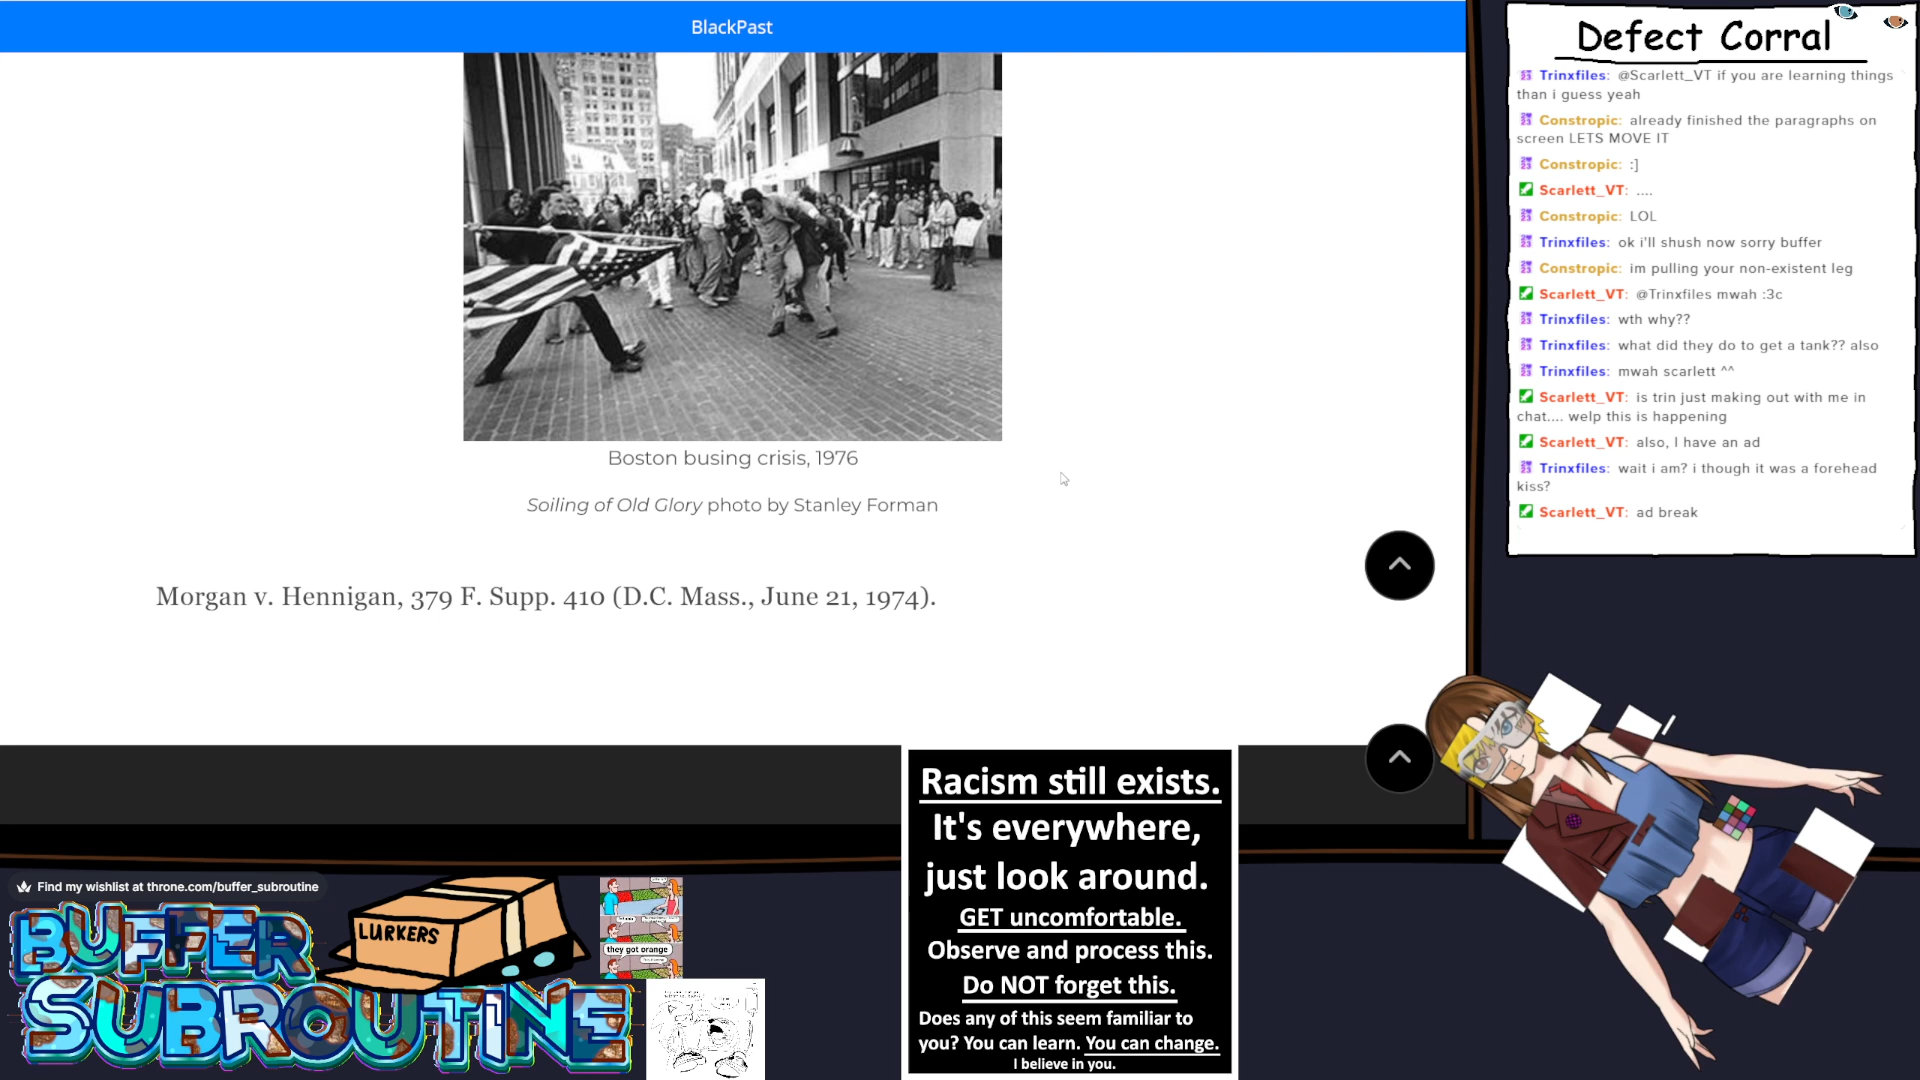 BlackPast
Boston busing crisis, 1976
Soiling of Old Glory photo by Stanley Forman
Morgan v. Hennigan, 379 F. Supp. 410 (D.C. Mass., June 21, 1974).
Defect Corral
Trinxfiles: @Scarlett_VT if you are learning things
than i guess yeah
Constropic: already finished the paragraphs on
screen LETS MOVE IT
Constropic: :]
Scarlett_VT: ....
Constropic: LOL
Trinxfiles: ok i'll shush now sorry buffer
Constropic: im pulling your non-existent leg
Scarlett_VT: @Trinxfiles mwah :3c
Trinxfiles: wth why??
Trinxfiles: what did they do to get a tank?? also
Trinxfiles: mwah scarlett ^^
Scarlett_VT: is trin just making out with me in
chat.... welp this is happening
Scarlett_VT: also, I have an ad
Trinxfiles: wait i am? i though it was a forehead
kiss?
Scarlett_VT: ad break
Racism still exists.
It's everywhere,
just look around.
GET uncomfortable.
Observe and process this.
Do NOT forget this.
Does any of this seem familiar to
you? You can learn. You can change.
I believe in you.
Find my wishlist at throne.com/buffer_subroutine
BUFFER
SUBROUTINE
LURKERS
they got orange